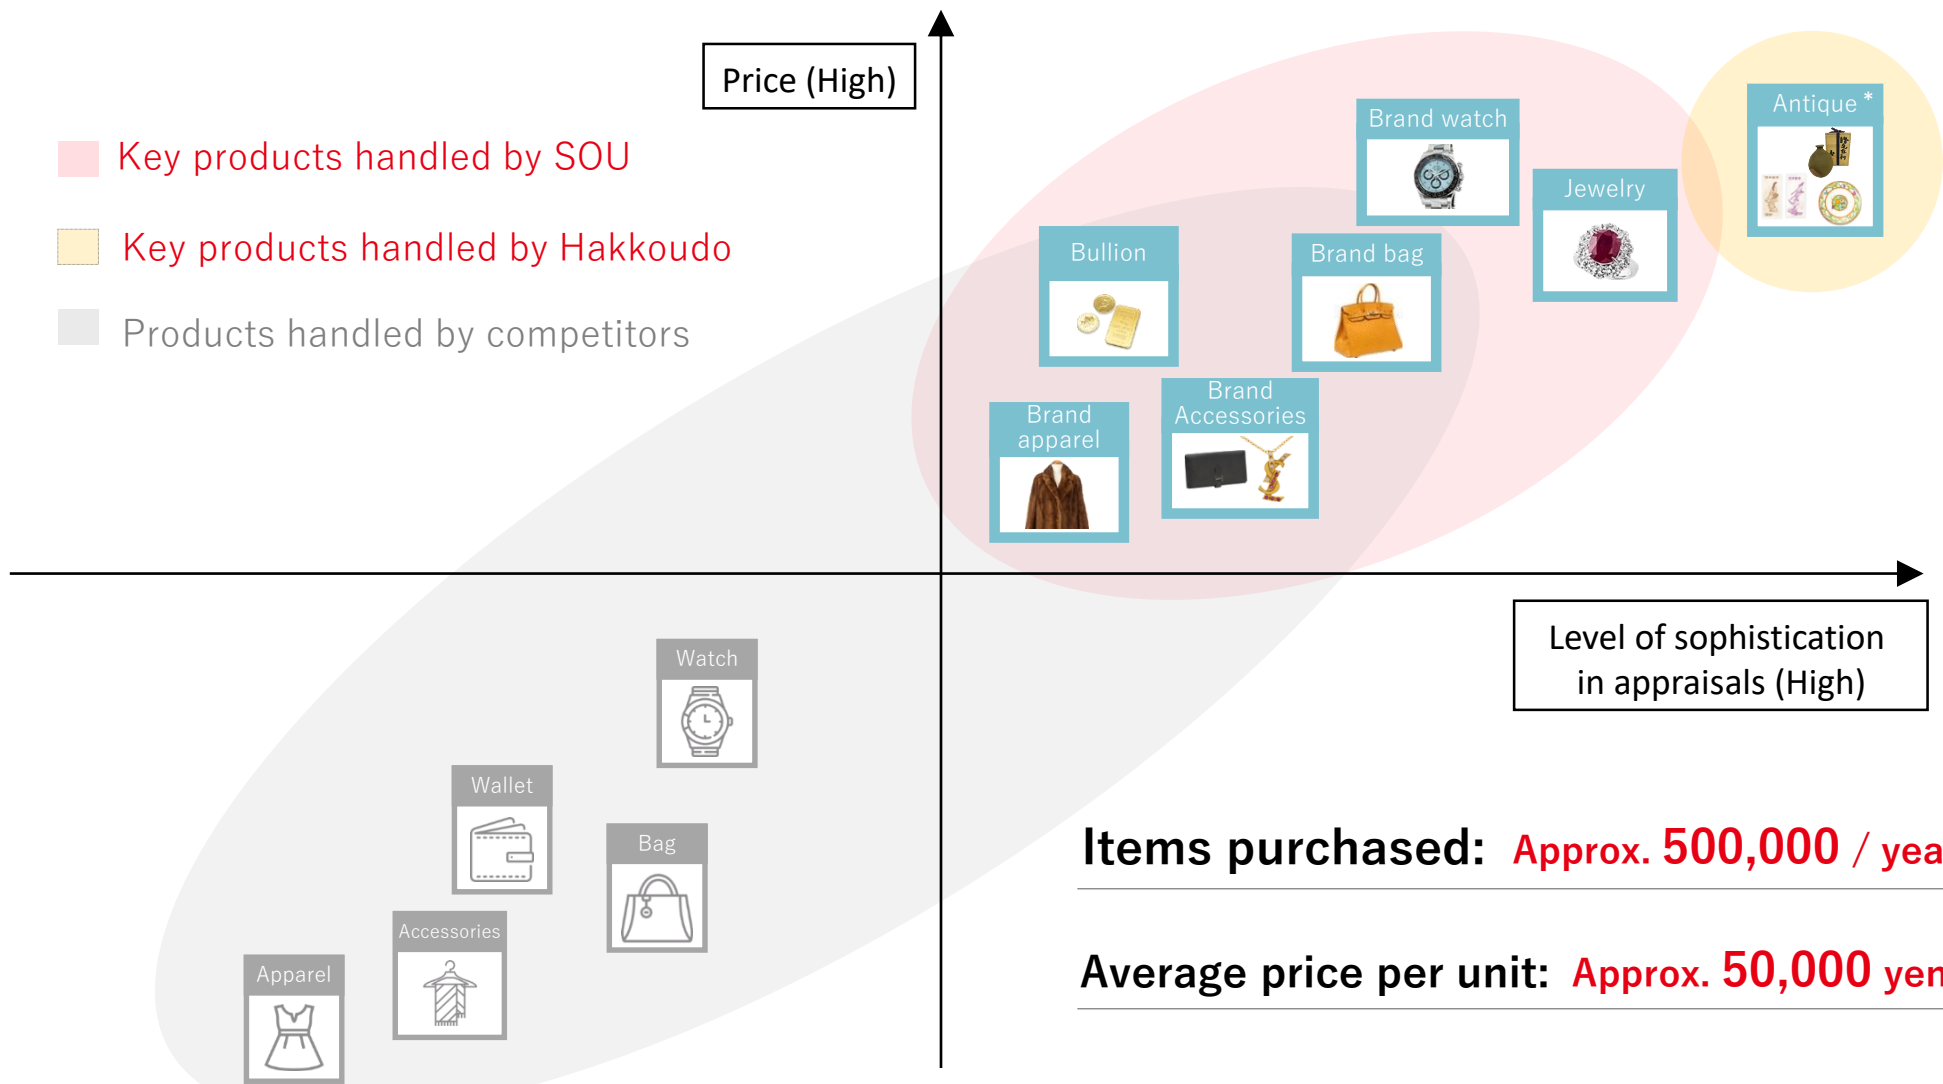 Price (High)
Key products handled by SOU
Key products handled by Hakkoudo
Products handled by competitors
Antique *
Brand watch
Jewelry
Bullion
Brand bag
Brand
Accessories
Brand
apparel
Level of sophistication
in appraisals (High)
Watch
Wallet
Bag
Accessories
Apparel
Items purchased: Approx. 500,000 / yea
Average price per unit: Approx. 50,000 yen